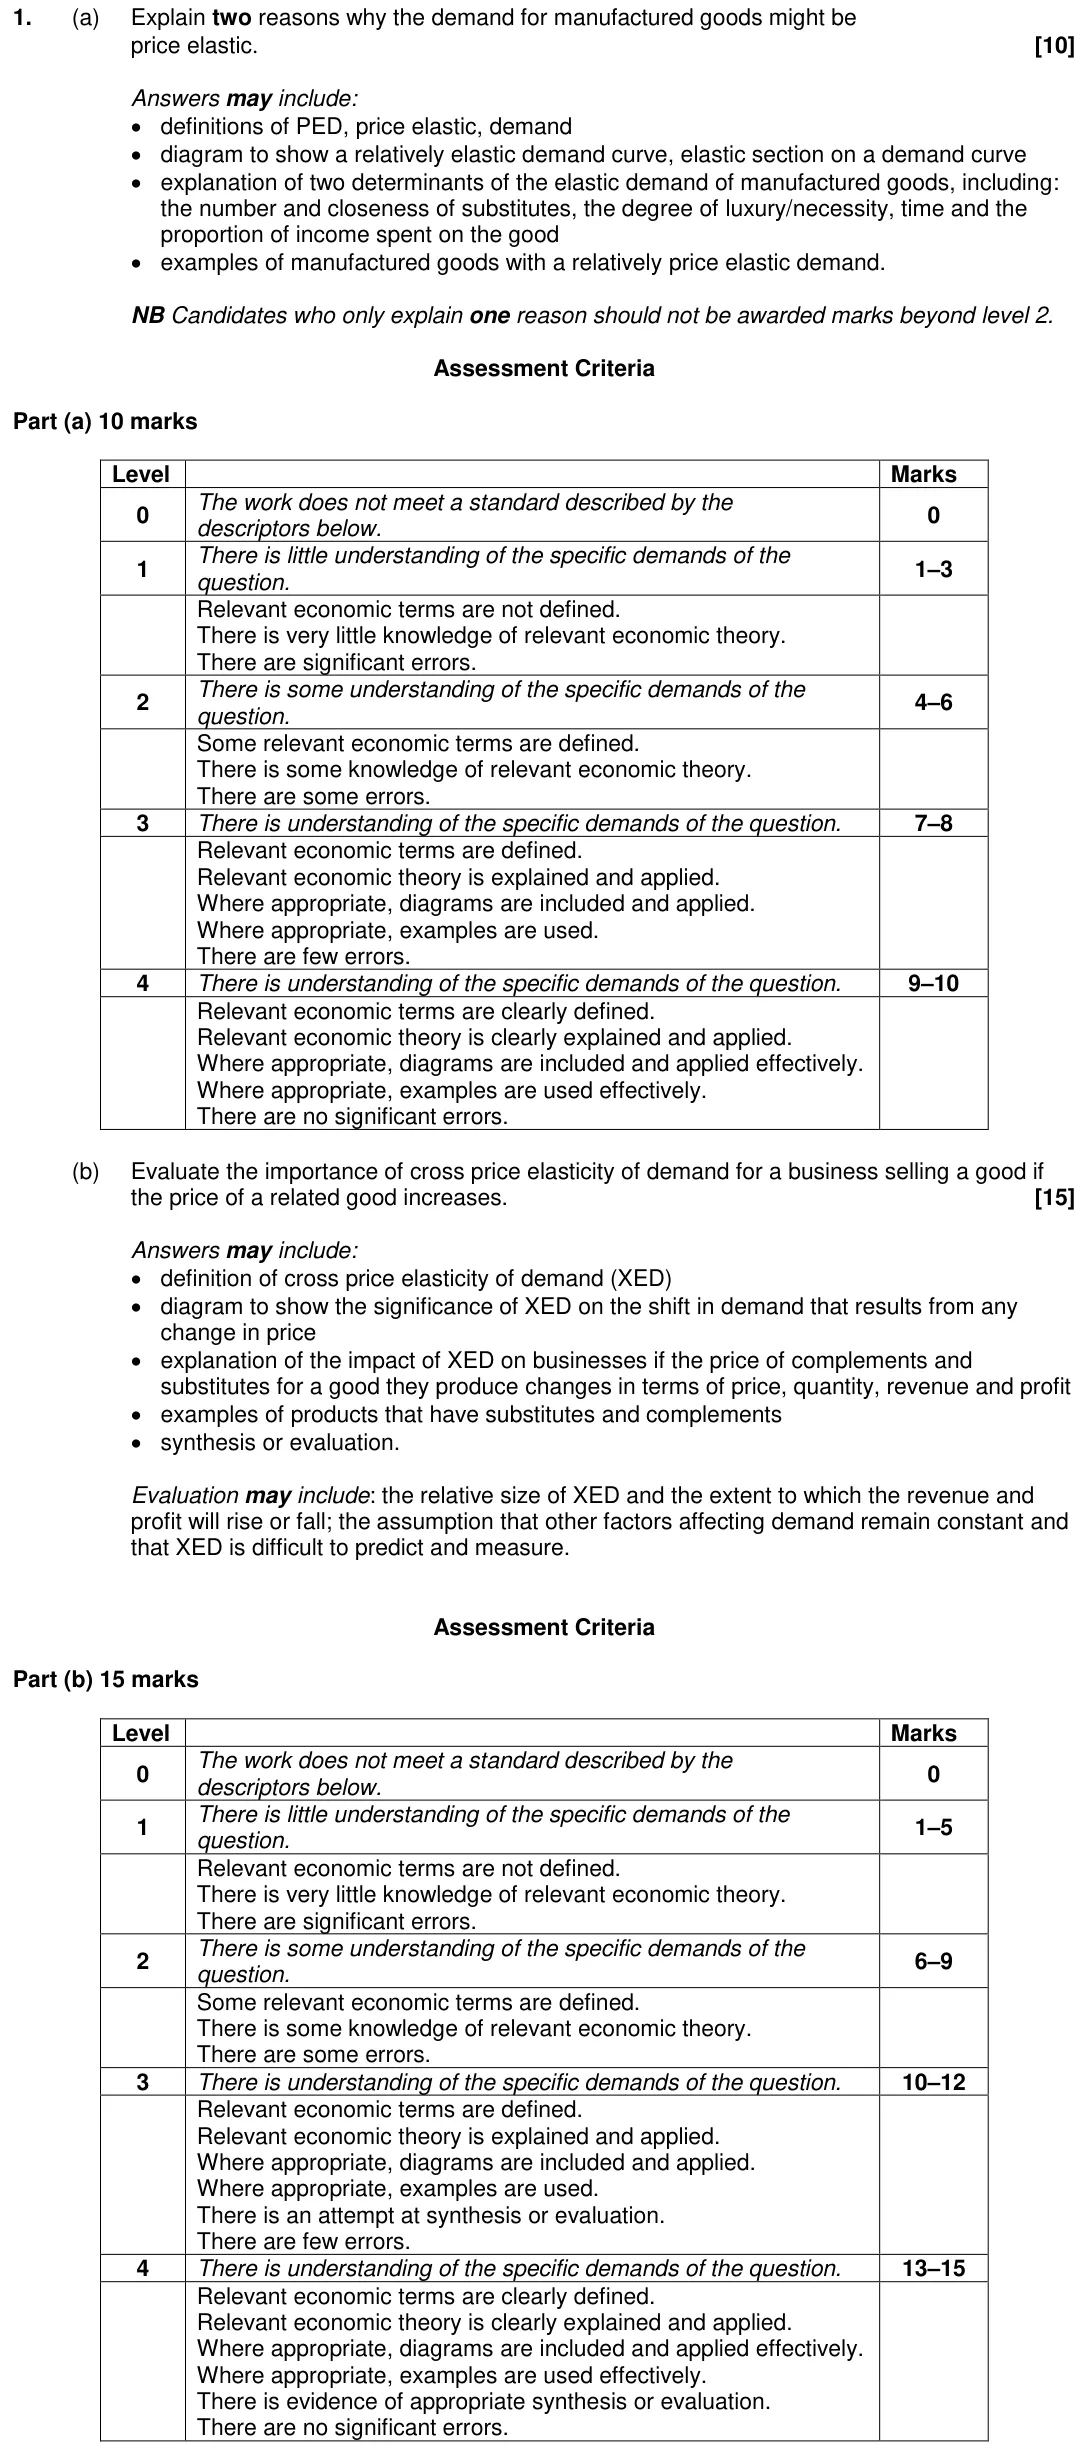 1. (a) Explain two reasons why the demand for manufactured goods might be
price elastic. [10]
Answers may include:
• definitions of PED, price elastic, demand
• diagram to show a relatively elastic demand curve, elastic section on a demand curve
• explanation of two determinants of the elastic demand of manufactured goods, including:
the number and closeness of substitutes, the degree of luxury/necessity, time and the
proportion of income spent on the good
• examples of manufactured goods with a relatively price elastic demand.
NB Candidates who only explain one reason should not be awarded marks beyond level 2.
Assessment Criteria
Part (a) 10 marks
Level Marks
The work does not meet a standard described by the
0 0
descriptors below.
There is little understanding of the specific demands of the
1 1–3
question.
Relevant economic terms are not defined.
There is very little knowledge of relevant economic theory.
There are significant errors.
There is some understanding of the specific demands of the
2 4–6
question.
Some relevant economic terms are defined.
There is some knowledge of relevant economic theory.
There are some errors.
3 There is understanding of the specific demands of the question. 7–8
Relevant economic terms are defined.
Relevant economic theory is explained and applied.
Where appropriate, diagrams are included and applied.
Where appropriate, examples are used.
There are few errors.
4 There is understanding of the specific demands of the question. 9–10
Relevant economic terms are clearly defined.
Relevant economic theory is clearly explained and applied.
Where appropriate, diagrams are included and applied effectively.
Where appropriate, examples are used effectively.
There are no significant errors.
(b) Evaluate the importance of cross price elasticity of demand for a business selling a good if
the price of a related good increases. [15]
Answers may include:
• definition of cross price elasticity of demand (XED)
• diagram to show the significance of XED on the shift in demand that results from any
change in price
• explanation of the impact of XED on businesses if the price of complements and
substitutes for a good they produce changes in terms of price, quantity, revenue and profit
• examples of products that have substitutes and complements
• synthesis or evaluation.
Evaluation may include: the relative size of XED and the extent to which the revenue and
profit will rise or fall; the assumption that other factors affecting demand remain constant and
that XED is difficult to predict and measure.
Assessment Criteria
Part (b) 15 marks
Level Marks
The work does not meet a standard described by the
0 0
descriptors below.
There is little understanding of the specific demands of the
1 1–5
question.
Relevant economic terms are not defined.
There is very little knowledge of relevant economic theory.
There are significant errors.
There is some understanding of the specific demands of the
2 6–9
question.
Some relevant economic terms are defined.
There is some knowledge of relevant economic theory.
There are some errors.
3 There is understanding of the specific demands of the question. 10–12
Relevant economic terms are defined.
Relevant economic theory is explained and applied.
Where appropriate, diagrams are included and applied.
Where appropriate, examples are used.
There is an attempt at synthesis or evaluation.
There are few errors.
4 There is understanding of the specific demands of the question. 13–15
Relevant economic terms are clearly defined.
Relevant economic theory is clearly explained and applied.
Where appropriate, diagrams are included and applied effectively.
Where appropriate, examples are used effectively.
There is evidence of appropriate synthesis or evaluation.
There are no significant errors.